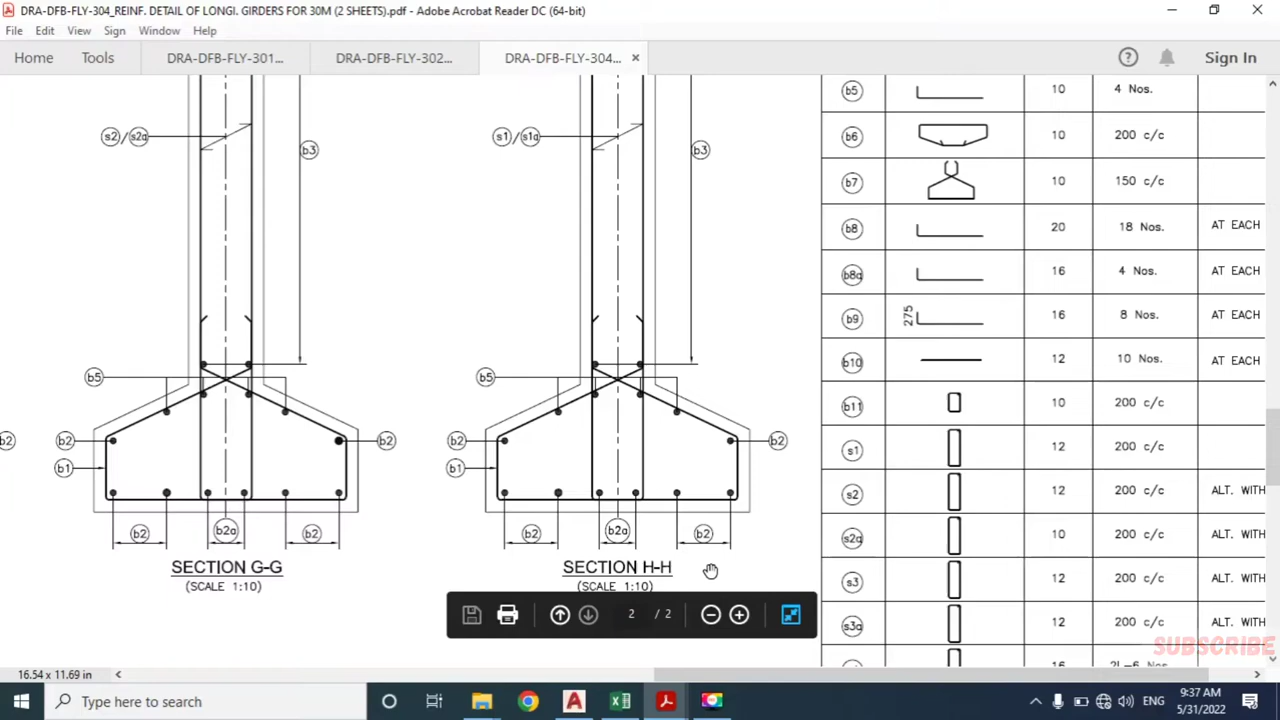 DRA-DFB-FLY-304_REINF. DETAIL OF LONGI. GIRDERS FOR 30M (2 SHEETS).pdf - Adobe Acrobat Reader DC (64-bit)
File Edit View Sign Window Help
Home Tools DRA-DFB-FLY-301... DRA-DFB-FLY-302... DRA-DFB-FLY-304... × Sign In
s2/s2a b3 s1/s1a b3
b5 b5
b2 b2 b2 b2 b2
b1 b1
b2 b2a b2 b2 b2a b2
SECTION G-G SECTION H-H
(SCALE 1:10) (SCALE 1:10)
b5 10 4 Nos.
b6 10 200 c/c
b7 10 150 c/c
b8 20 18 Nos. AT EACH
b8a 16 4 Nos. AT EACH
b9 275 16 8 Nos. AT EACH
b10 12 10 Nos. AT EACH
b11 10 200 c/c
s1 12 200 c/c
s2 12 200 c/c ALT. WITH
s2a 10 200 c/c
s3 12 200 c/c ALT. WITH
s3a 12 200 c/c ALT. WITH
16 2L-6 Nos.
SUBSCRIBE
2 / 2
16.54 x 11.69 in
Type here to search
ENG
9:37 AM
5/31/2022